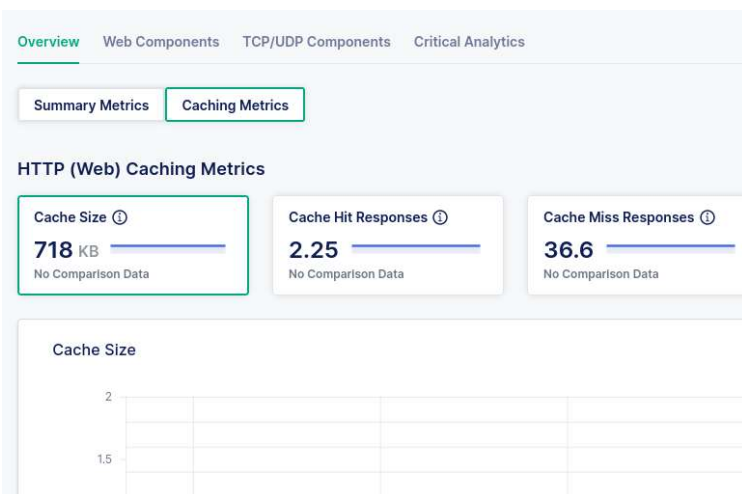 Overview Web Components TCP/UDP Components Critical Analytics
Summary Metrics Caching Metrics
HTTP (Web) Caching Metrics
Cache Size Cache Hit Responses Cache Miss Responses
718 KB 2.25 36.6
No Comparison Data No Comparison Data No Comparison Data
Cache Size
2
1.5